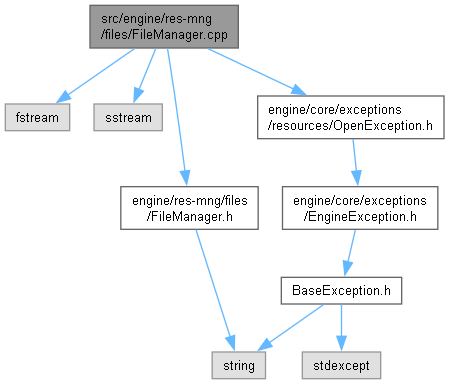 src/engine/res-mng
/files/FileManager.cpp
fstream
sstream
engine/core/exceptions
/resources/OpenException.h
engine/res-mng/files
/FileManager.h
engine/core/exceptions
/EngineException.h
BaseException.h
string
stdexcept